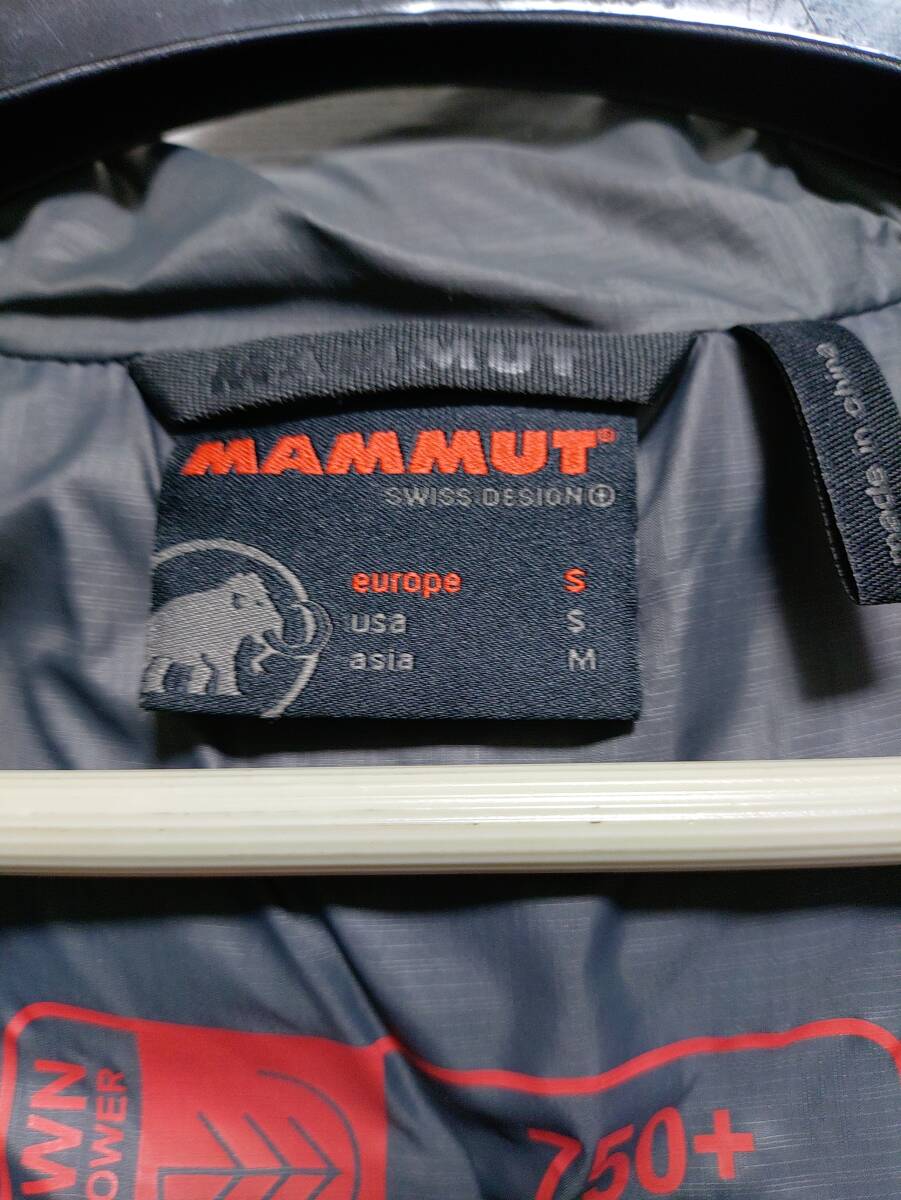 MAMMUT
MAMMUT®
SWISS DESIGN
europe S
usa S
asia M
made in china
WN
OWER
750+